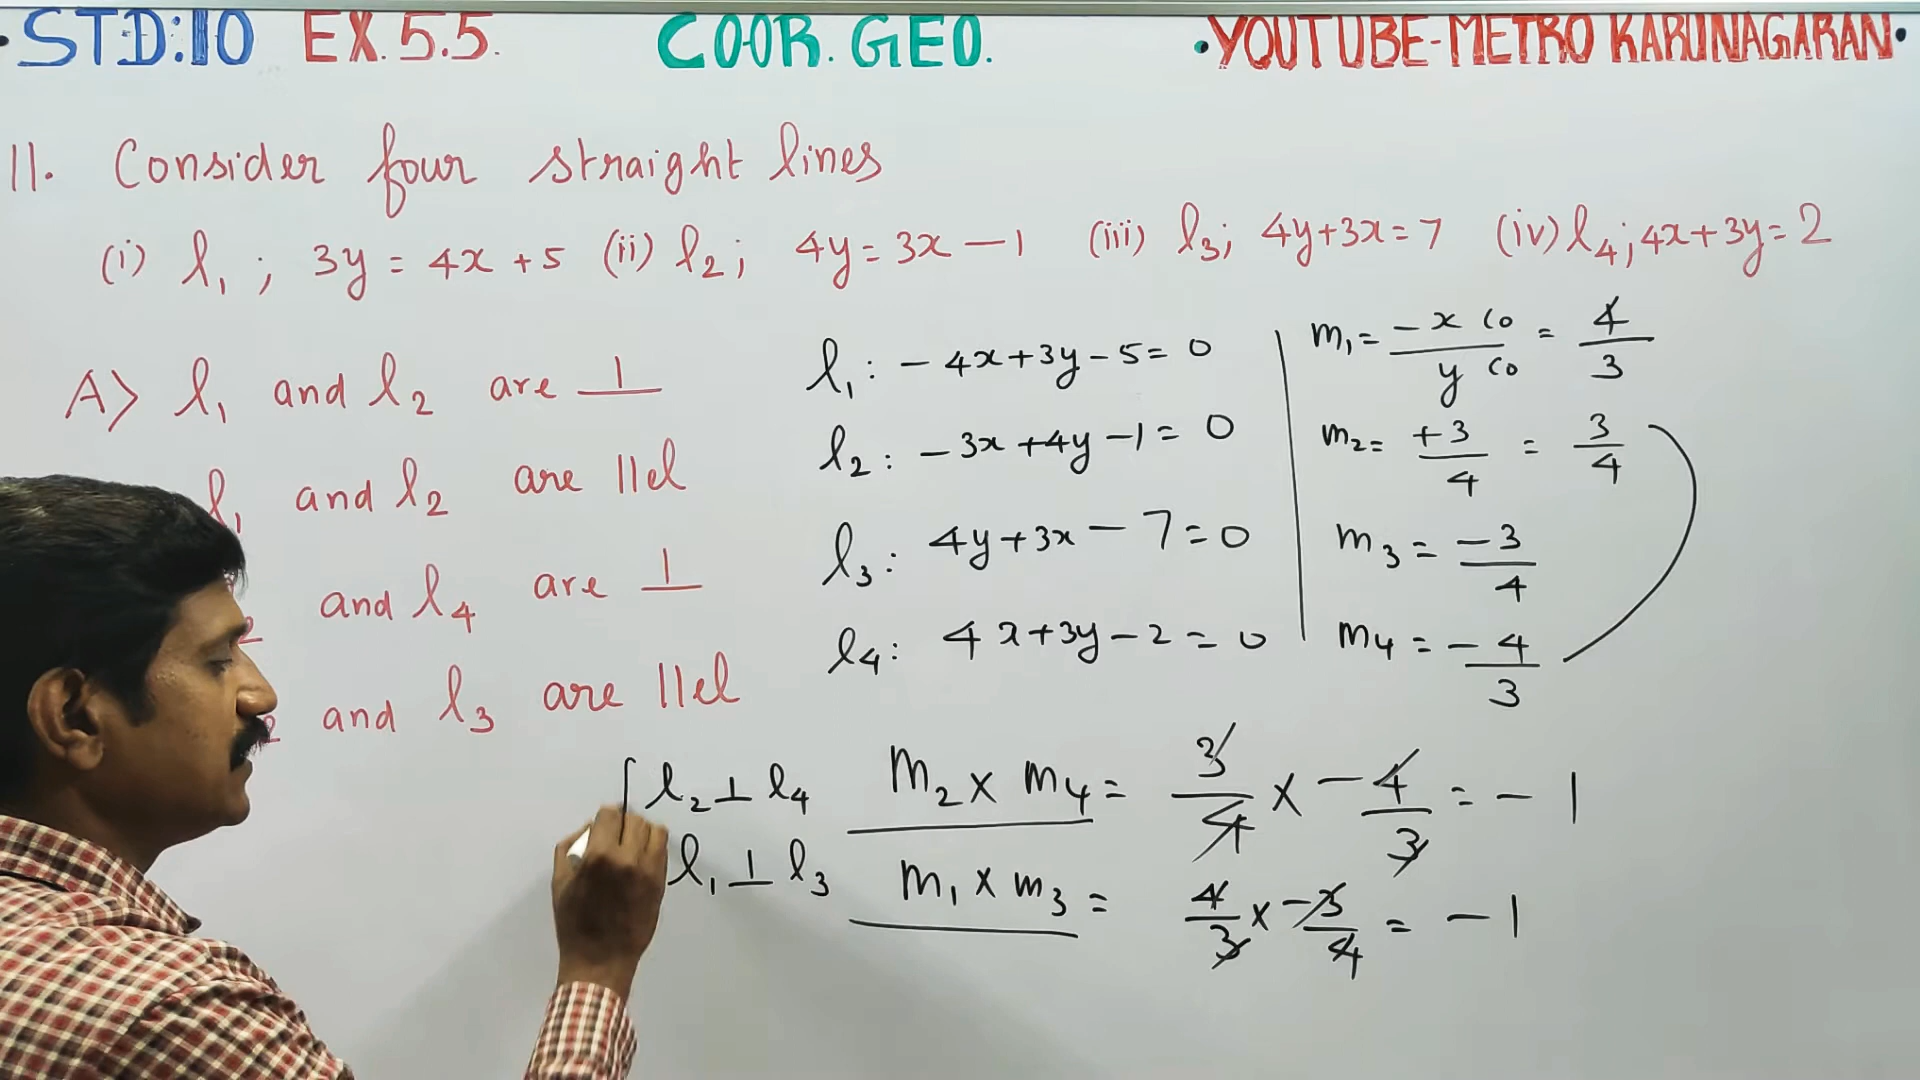 •STD:10 EX.5.5. COOR. GEO. •YOUTUBE-METRO KARUNAGARAN•
11. Consider four straight lines
(i) l₁ ; 3y = 4x + 5 (ii) l₂ ; 4y = 3x − 1 (iii) l₃; 4y+3x = 7 (iv) l₄; 4x+3y = 2
A) l₁ and l₂ are ⊥
l₁ and l₂ are llel
2 and l₄ are ⊥
2 and l₃ are llel
l₁ : − 4x+3y − 5 = 0
l₂ : − 3x +4y − 1 = 0
l₃ : 4y + 3x − 7 = 0
l₄ : 4x+3y − 2 = 0
m₁ = − x co / y co = 4/3
m₂ = +3/4 = 3/4
m₃ = −3/4
m₄ = −4/3
l₂ ⊥ l₄ m₂ x m₄ = 3/4 x −4/3 = − 1
l₁ ⊥ l₃ m₁ x m₃ = 4/3 x −3/4 = − 1